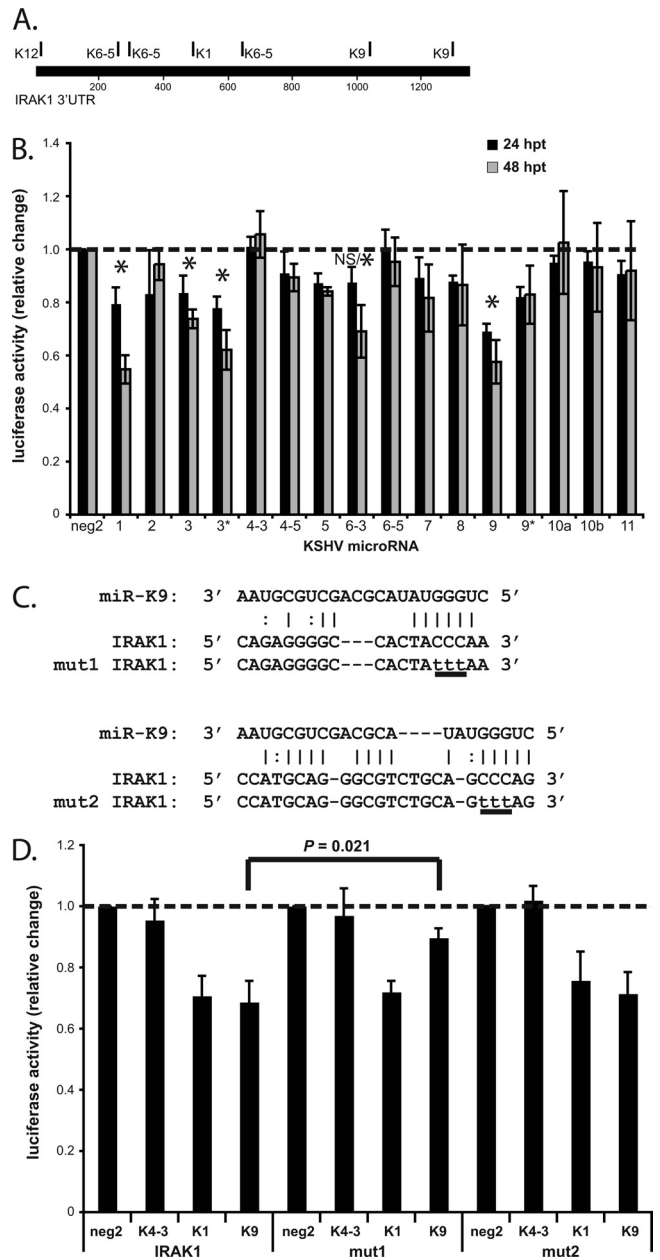 A.
K12 K6-5 K6-5 K1 K6-5 K9 K9
200 400 600 800 1000 1200
IRAK1 3'UTR
B.
1.4
1.2
1.0
0.8
0.6
0.4
0.2
0
luciferase activity (relative change)
24 hpt
48 hpt
* * * NS/* *
neg2 1 2 3 3* 4-3 4-5 5 6-3 6-5 7 8 9 9* 10a 10b 11
KSHV microRNA
C.
miR-K9: 3' AAUGCGUCGACGCAUAUGGGUC 5'
IRAK1: 5' CAGAGGGGC---CACTACCCAA 3'
mut1 IRAK1: 5' CAGAGGGGC---CACTAtttAA 3'
miR-K9: 3' AAUGCGUCGACGCA----UAUGGGUC 5'
IRAK1: 5' CCATGCAG-GGCGTCTGCA-GCCCAG 3'
mut2 IRAK1: 5' CCATGCAG-GGCGTCTGCA-GtttAG 3'
D.
1.2
1.0
0.8
0.6
0.4
0.2
0
luciferase activity (relative change)
P = 0.021
neg2 K4-3 K1 K9 neg2 K4-3 K1 K9 neg2 K4-3 K1 K9
IRAK1 mut1 mut2